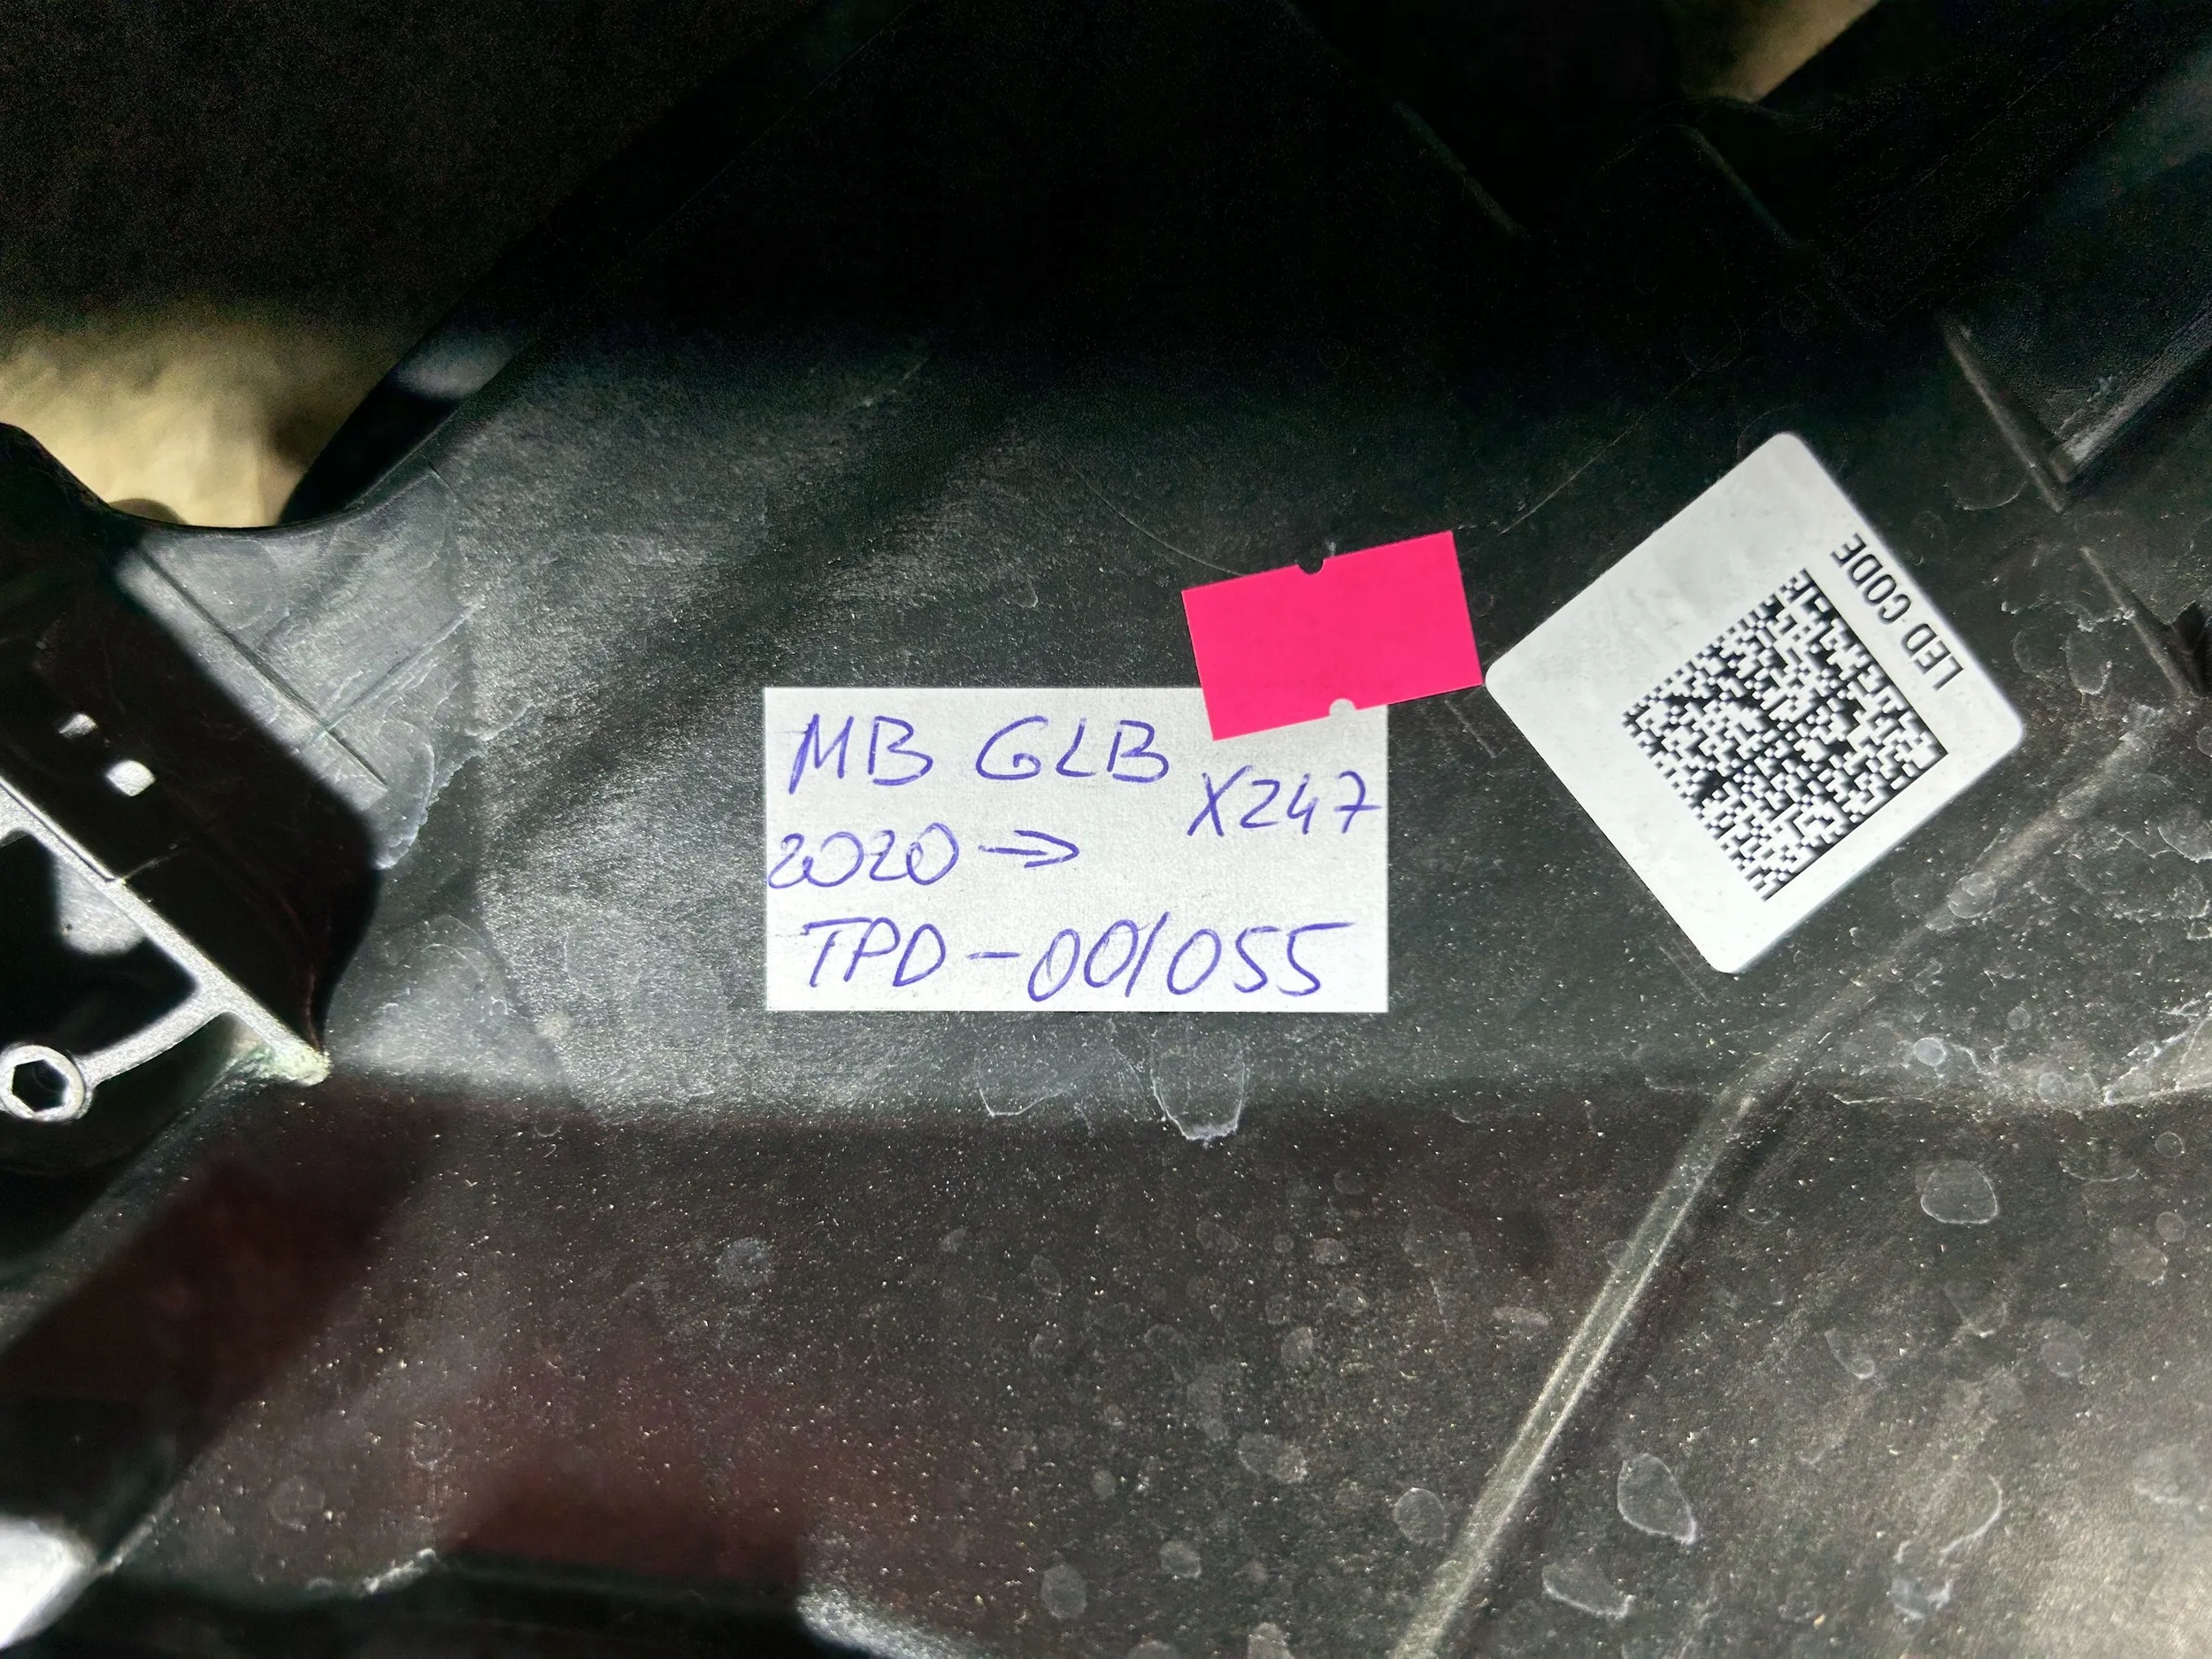 MB GLB
X247
2020 →
TPD-001055
LED CODE